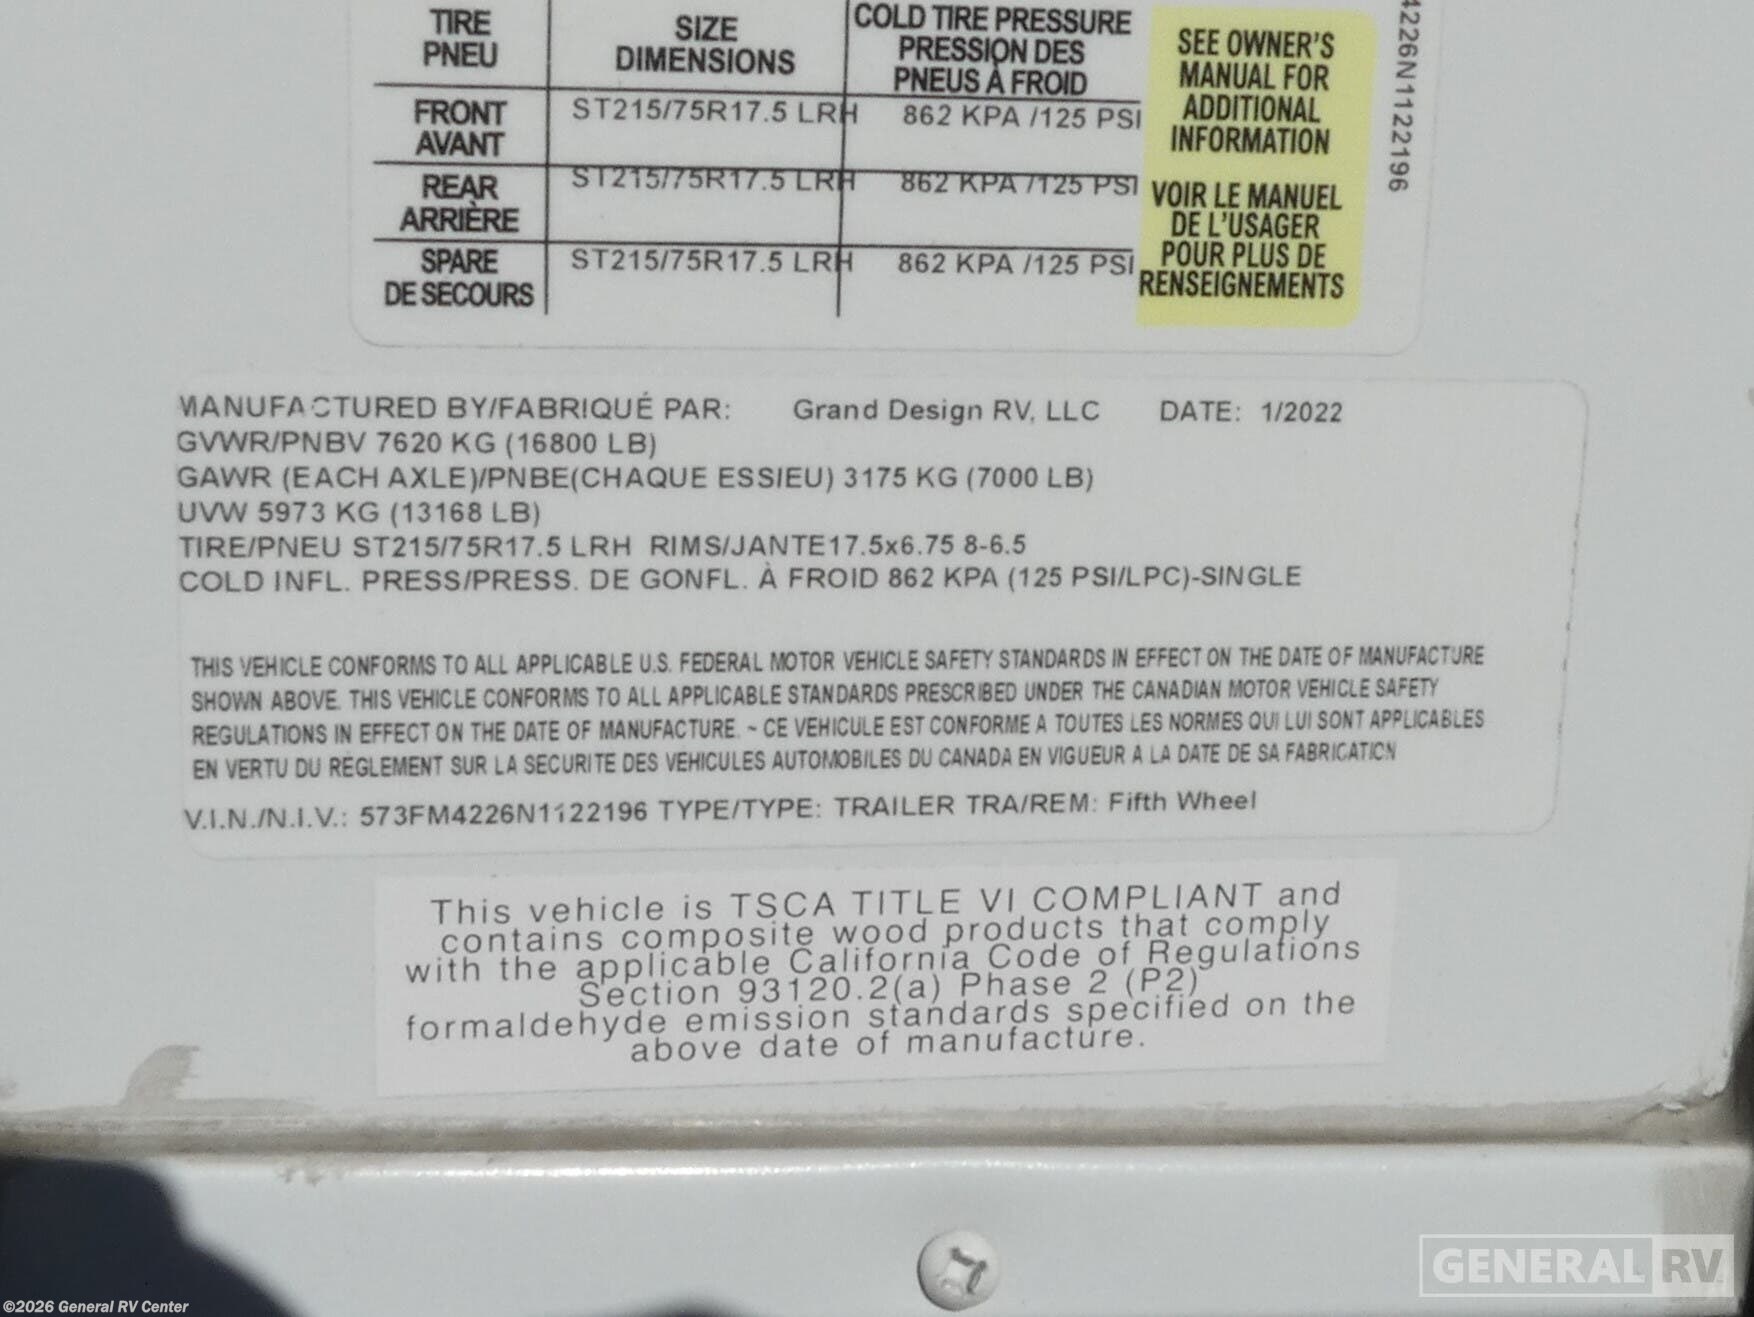 TIRE SIZE COLD TIRE PRESSURE
PNEU DIMENSIONS PRESSION DES
PNEUS À FROID
FRONT ST215/75R17.5 LRH 862 KPA /125 PSI
AVANT
REAR ST215/75R17.5 LRH 862 KPA /125 PSI
ARRIÈRE
SPARE ST215/75R17.5 LRH 862 KPA /125 PSI
DE SECOURS
SEE OWNER'S
MANUAL FOR
ADDITIONAL
INFORMATION
VOIR LE MANUEL
DE L'USAGER
POUR PLUS DE
RENSEIGNEMENTS
4226N1122196
MANUFACTURED BY/FABRIQUÉ PAR: Grand Design RV, LLC DATE: 1/2022
GVWR/PNBV 7620 KG (16800 LB)
GAWR (EACH AXLE)/PNBE(CHAQUE ESSIEU) 3175 KG (7000 LB)
UVW 5973 KG (13168 LB)
TIRE/PNEU ST215/75R17.5 LRH RIMS/JANTE17.5x6.75 8-6.5
COLD INFL. PRESS/PRESS. DE GONFL. À FROID 862 KPA (125 PSI/LPC)-SINGLE
THIS VEHICLE CONFORMS TO ALL APPLICABLE U.S. FEDERAL MOTOR VEHICLE SAFETY STANDARDS IN EFFECT ON THE DATE OF MANUFACTURE
SHOWN ABOVE. THIS VEHICLE CONFORMS TO ALL APPLICABLE STANDARDS PRESCRIBED UNDER THE CANADIAN MOTOR VEHICLE SAFETY
REGULATIONS IN EFFECT ON THE DATE OF MANUFACTURE. ~ CE VEHICULE EST CONFORME A TOUTES LES NORMES QUI LUI SONT APPLICABLES
EN VERTU DU REGLEMENT SUR LA SECURITE DES VEHICULES AUTOMOBILES DU CANADA EN VIGUEUR A LA DATE DE SA FABRICATION
V.I.N./N.I.V.: 573FM4226N1122196 TYPE/TYPE: TRAILER TRA/REM: Fifth Wheel
This vehicle is TSCA TITLE VI COMPLIANT and
contains composite wood products that comply
with the applicable California Code of Regulations
Section 93120.2(a) Phase 2 (P2)
formaldehyde emission standards specified on the
above date of manufacture.
GENERAL RV
©2026 General RV Center